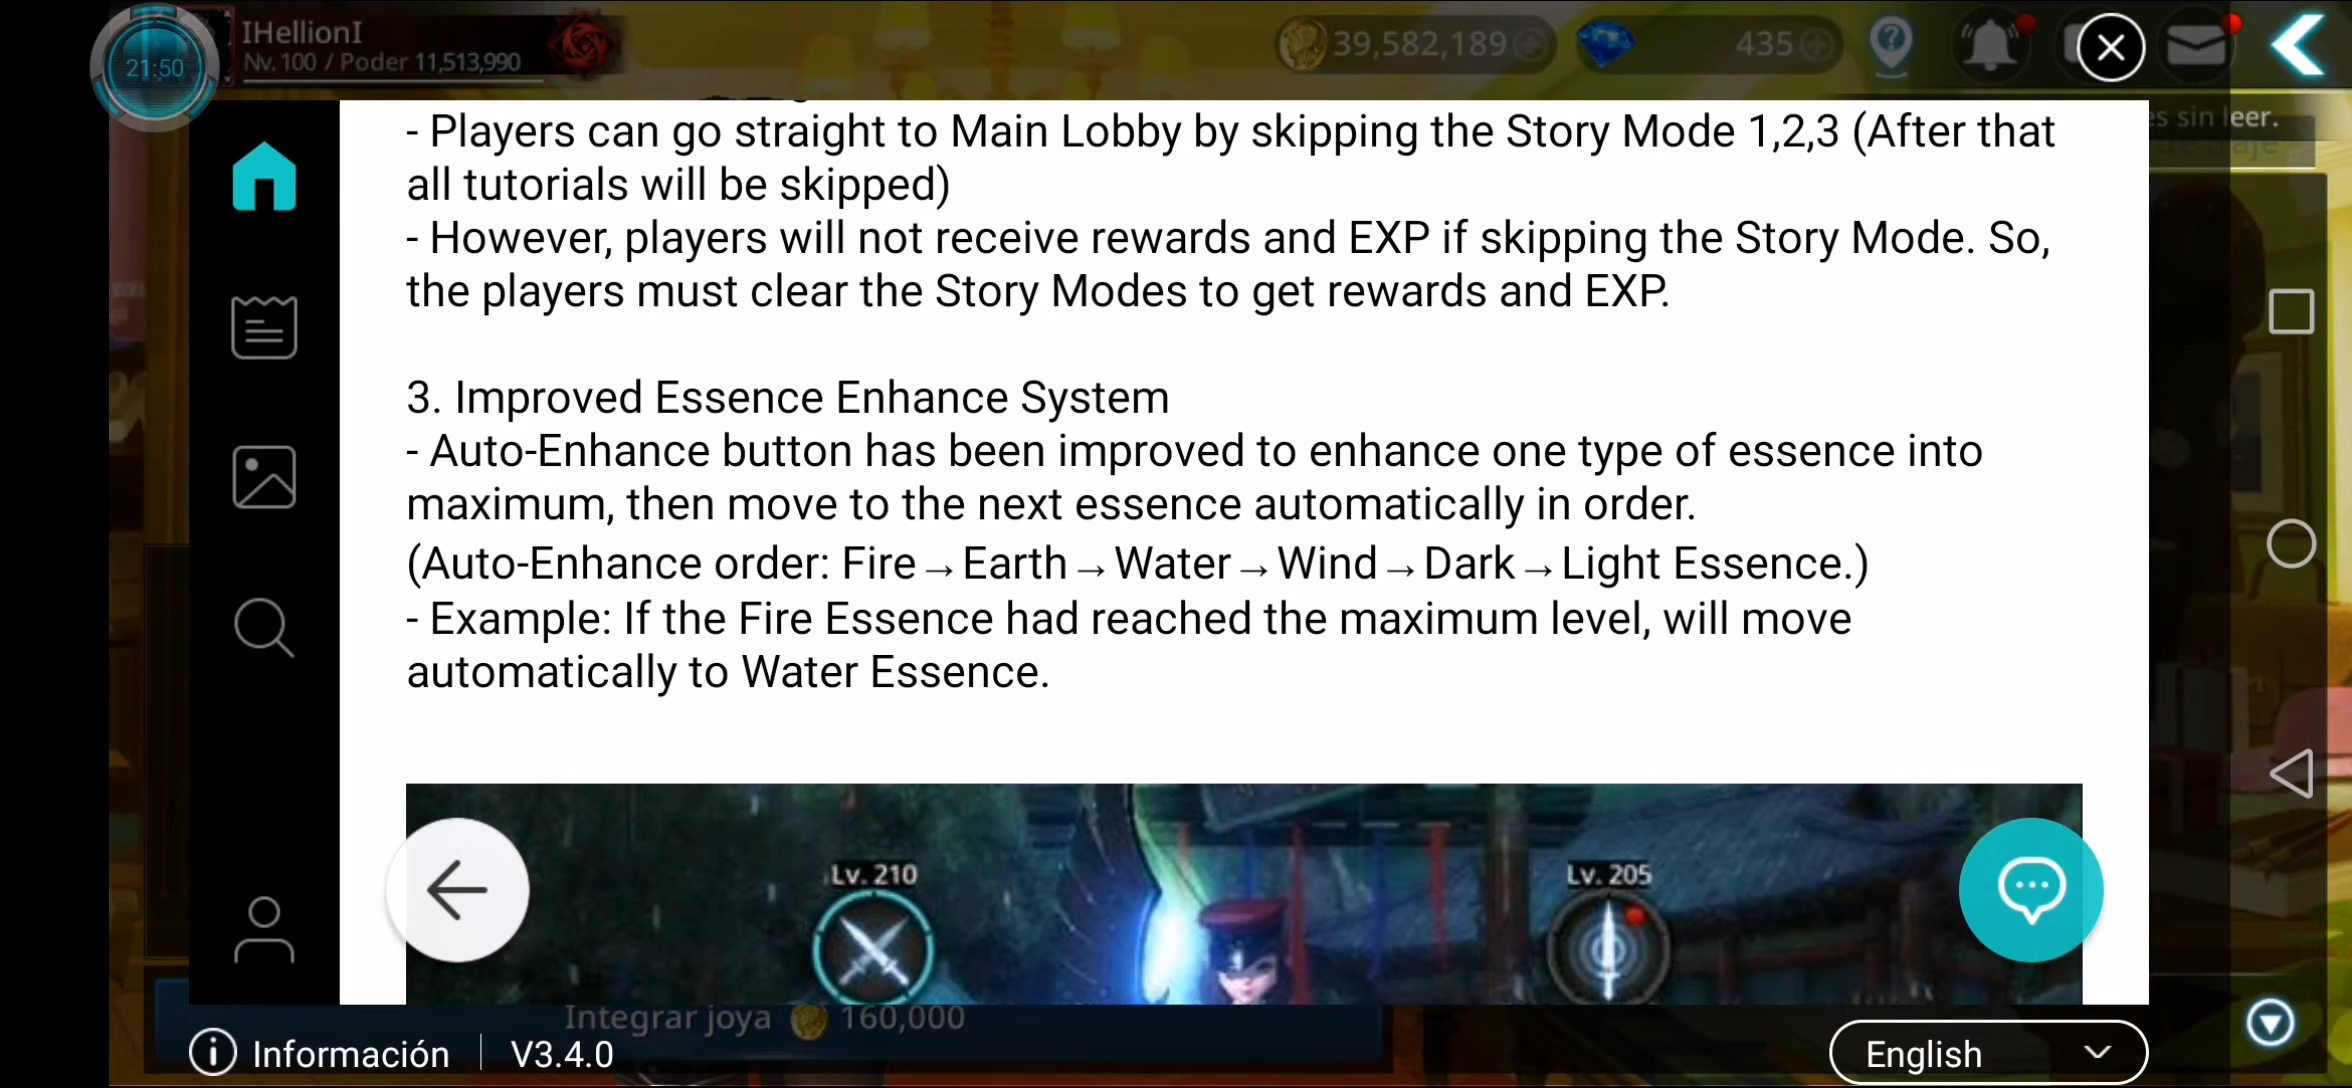 IHellionI
Nv. 100 / Poder 11,513,990
21:50
39,582,189
435
es sin leer.
- Players can go straight to Main Lobby by skipping the Story Mode 1,2,3 (After that
all tutorials will be skipped)
- However, players will not receive rewards and EXP if skipping the Story Mode. So,
the players must clear the Story Modes to get rewards and EXP.
3. Improved Essence Enhance System
- Auto-Enhance button has been improved to enhance one type of essence into
maximum, then move to the next essence automatically in order.
(Auto-Enhance order: Fire→Earth→Water→Wind→Dark→Light Essence.)
- Example: If the Fire Essence had reached the maximum level, will move
automatically to Water Essence.
Lv. 210
Lv. 205
Integrar joya 160,000
Información | V3.4.0
English